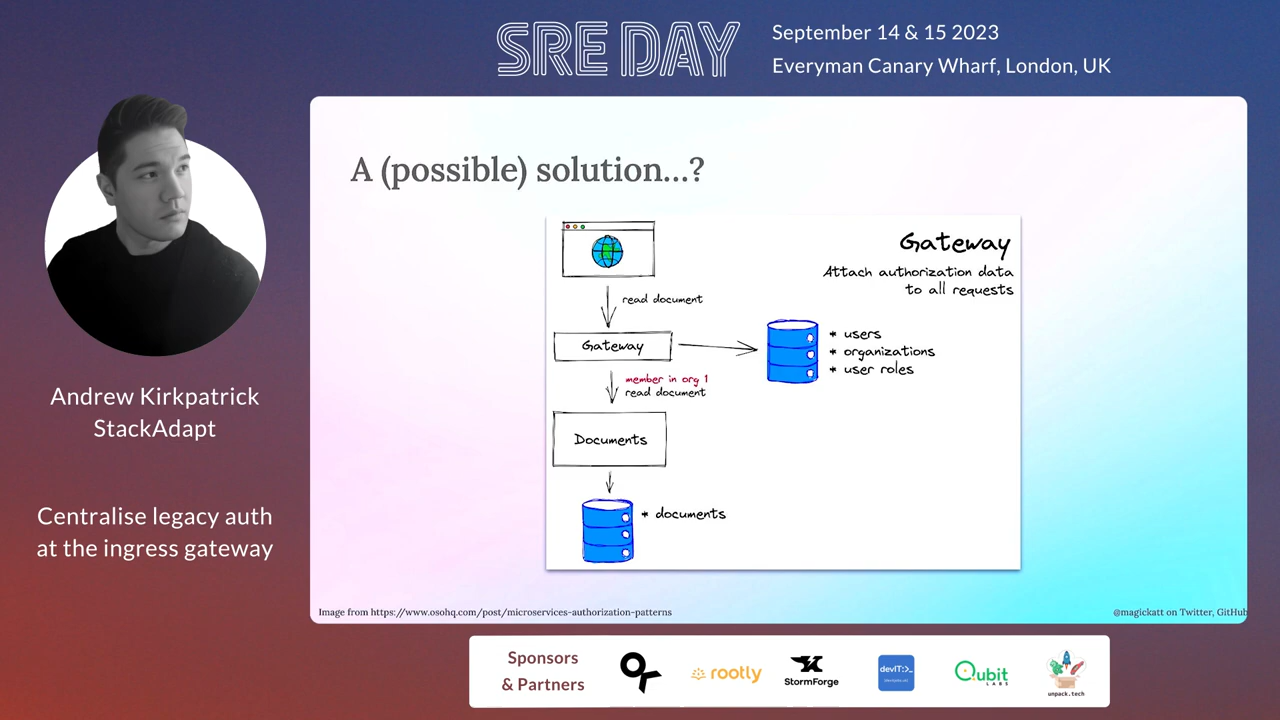 SRE DAY
September 14 & 15 2023
Everyman Canary Wharf, London, UK
Andrew Kirkpatrick
StackAdapt
Centralise legacy auth
at the ingress gateway
A (possible) solution...?
Gateway
Attach authorization data
to all requests
read document
Gateway
* users
* organizations
* user roles
member in org 1
read document
Documents
* documents
Image from https://www.osohq.com/post/microservices-authorization-patterns
@magickatt on Twitter, GitHub
Sponsors
& Partners
rootly
StormForge
devIT:>_
Qubit
LABS
unpack.tech